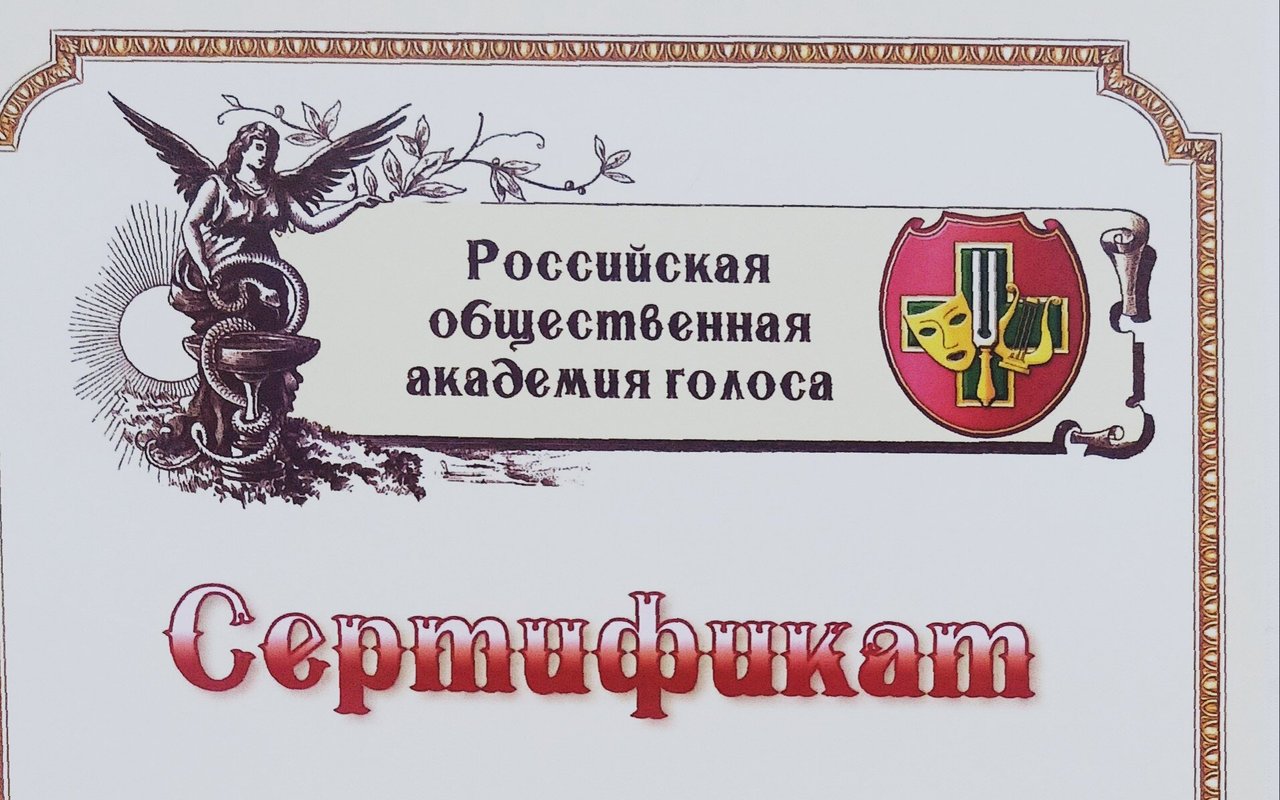 Российская
общественная
академия голоса
Сертификат